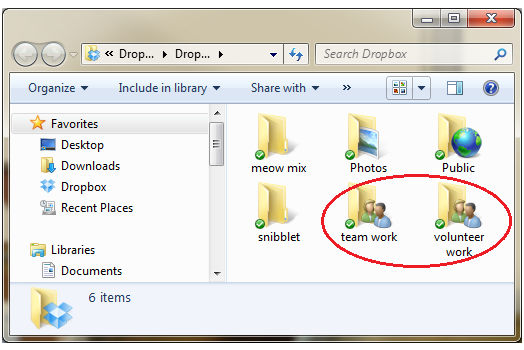 « Drop... Drop...
Search Dropbox
Organize Include in library Share with »
Favorites
Desktop
Downloads
Dropbox
Recent Places
Libraries
Documents
meow mix Photos Public
snibblet team work volunteer
work
6 items